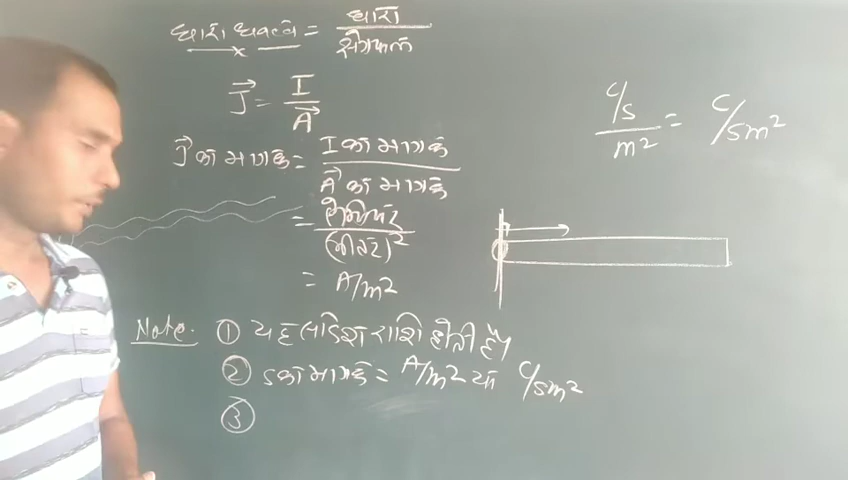 धारा घनत्व = धारा / क्षेत्रफल
J⃗ = I / A⃗
J⃗ का मात्रक = I का मात्रक / A⃗ का मात्रक
= ऐम्पियर / (मीटर)²
= A/m²
C/s / m² = C/sm²
Note. ① यह सदिश राशि होती है।
② J का मात्रक = A/m² या C/sm²
③